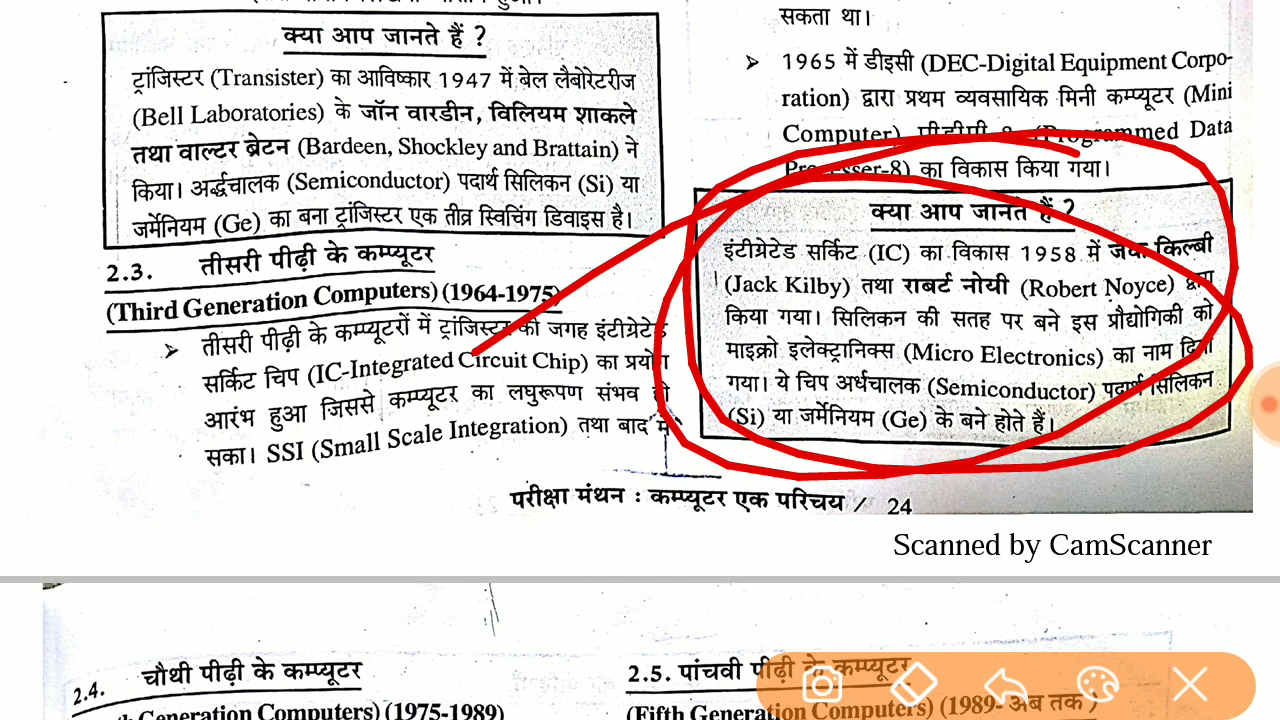 क्या आप जानते हैं ?
ट्रांजिस्टर (Transister) का आविष्कार 1947 में बेल लैबोरेटरीज
(Bell Laboratories) के जॉन वारडीन, विलियम शाकले
तथा वाल्टर ब्रेटन (Bardeen, Shockley and Brattain) ने
किया। अर्द्धचालक (Semiconductor) पदार्थ सिलिकन (Si) या
जर्मेनियम (Ge) का बना ट्रांजिस्टर एक तीव्र स्विचिंग डिवाइस है।
2.3. तीसरी पीढ़ी के कम्प्यूटर
(Third Generation Computers) (1964-1975)
➢ तीसरी पीढ़ी के कम्प्यूटरों में ट्रांजिस्टर की जगह इंटीग्रेटेड
सर्किट चिप (IC-Integrated Circuit Chip) का प्रयोग
आरंभ हुआ जिससे कम्प्यूटर का लघुरूपण संभव हो
सका। SSI (Small Scale Integration) तथा बाद में
सकता था।
➢ 1965 में डीइसी (DEC-Digital Equipment Corpo-
ration) द्वारा प्रथम व्यवसायिक मिनी कम्प्यूटर (Mini
Computer) पीडीपी (Programmed Data
Processer-8) का विकास किया गया।
क्या आप जानते हैं ?
इंटीग्रेटेड सर्किट (IC) का विकास 1958 में जैक किल्बी
(Jack Kilby) तथा राबर्ट नोयी (Robert Noyce) द्वारा
किया गया। सिलिकन की सतह पर बने इस प्रौद्योगिकी को
माइक्रो इलेक्ट्रानिक्स (Micro Electronics) का नाम दिया
गया। ये चिप अर्धचालक (Semiconductor) पदार्थ सिलिकन
(Si) या जर्मेनियम (Ge) के बने होते हैं।
परीक्षा मंथन : कम्प्यूटर एक परिचय / 24
Scanned by CamScanner
2.4. चौथी पीढ़ी के कम्प्यूटर
Generation Computers) (1975-1989)
2.5. पांचवी पीढ़ी के कम्प्यूटर
(Fifth Generation Computers) (1989- अब तक)